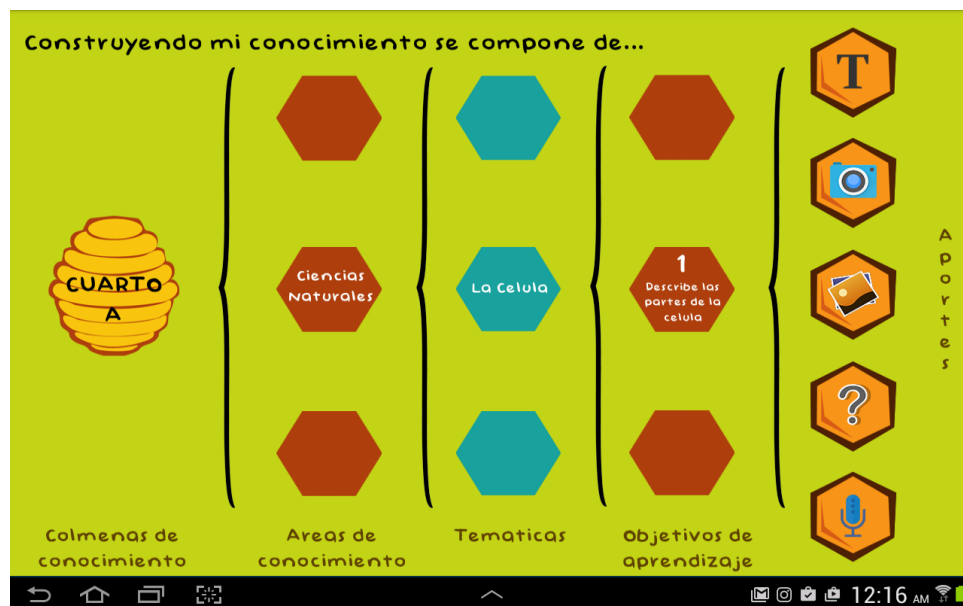 Construyendo mi conocimiento se compone de...
CUARTO
A
Ciencias
Naturales
La Celula
1
Describe las
partes de la
celula
T
?
Aportes
Colmenas de
conocimiento
Areas de
conocimiento
Tematicas
Objetivos de
aprendizaje
12:16 AM